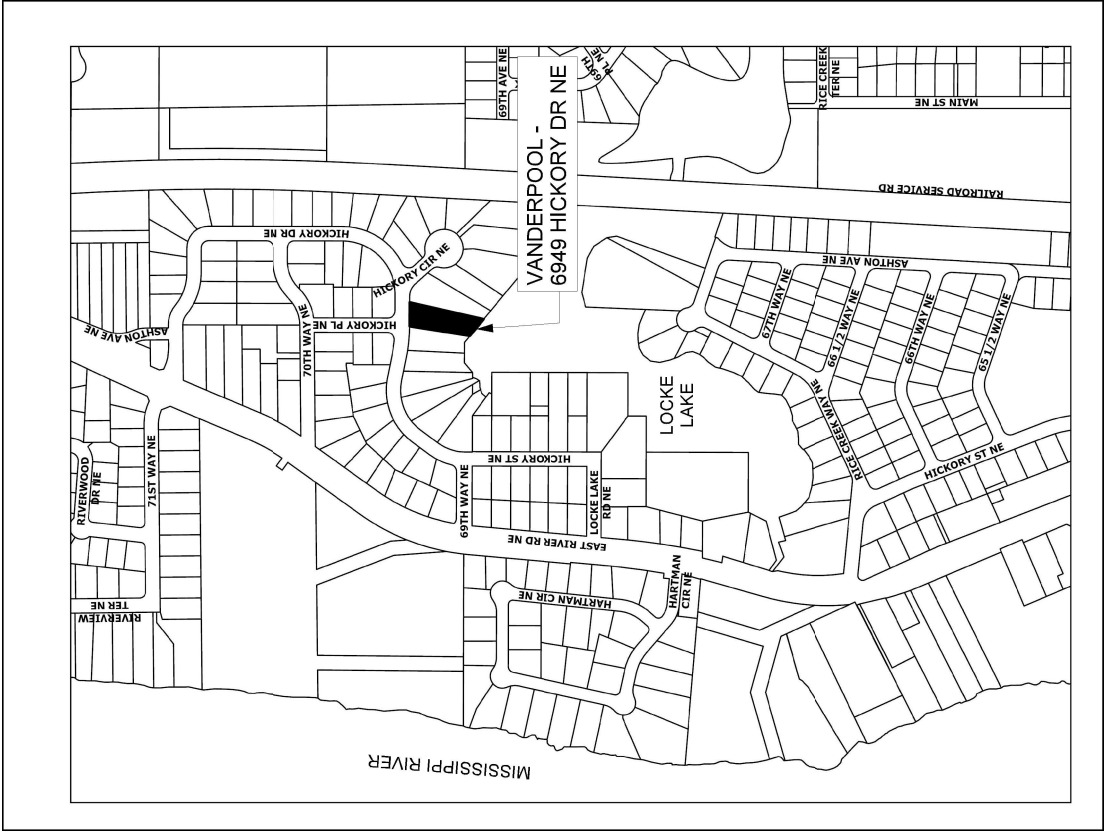 69TH AVE NE
69TH
PL NE
RICE CREEK
TER NE
MAIN ST NE
VANDERPOOL -
6949 HICKORY DR NE
RAILROAD SERVICE RD
HICKORY DR NE
HICKORY CIR NE
ASHTON AVE NE
ASHTON AVE NE
70TH WAY NE
HICKORY PL NE
67TH WAY NE
66 1/2 WAY NE
66TH WAY NE
65 1/2 WAY NE
LOCKE
LAKE
RICE CREEK WAY NE
HICKORY ST NE
RIVERWOOD
DR NE
71ST WAY NE
69TH WAY NE
HICKORY ST NE
LOCKE LAKE
RD NE
EAST RIVER RD NE
HARTMAN
CIR NE
HARTMAN CIR NE
RIVERVIEW
TER NE
MISSISSIPPI RIVER